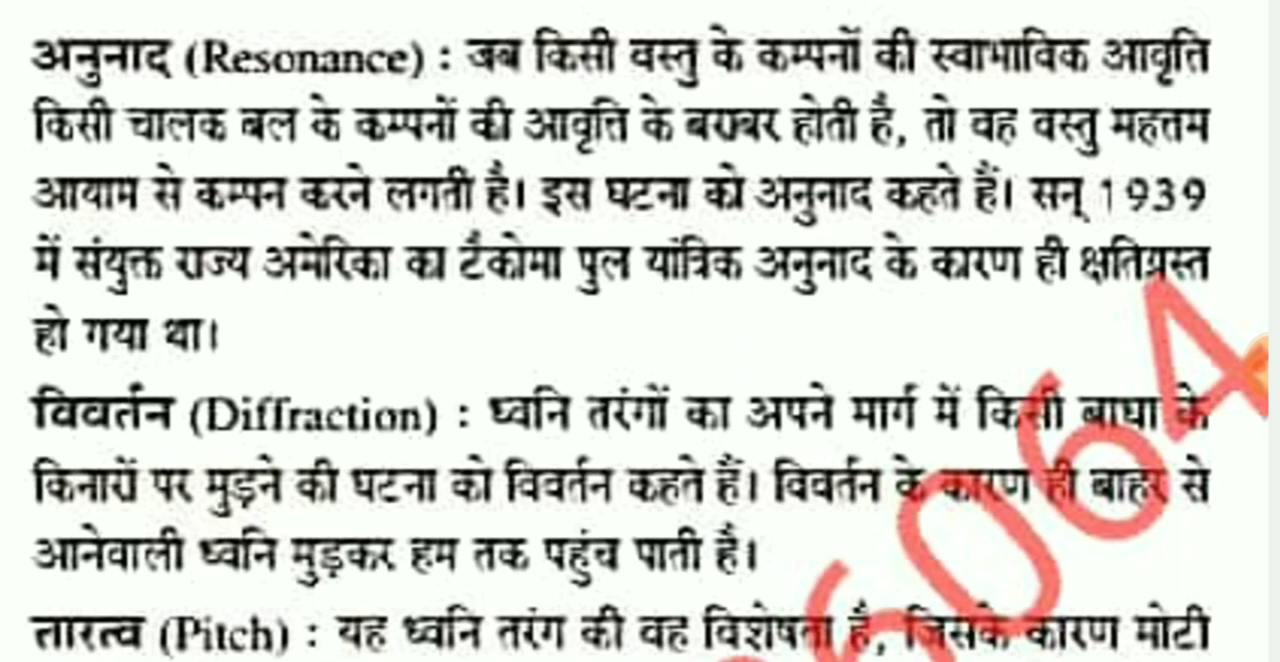 अनुनाद (Resonance) : जब किसी वस्तु के कम्पनों की स्वाभाविक आवृति
किसी चालक बल के कम्पनों की आवृति के बराबर होती है, तो वह वस्तु महत्तम
आयाम से कम्पन करने लगती है। इस घटना को अनुनाद कहते हैं। सन् 1939
में संयुक्त राज्य अमेरिका का टैकोमा पुल यांत्रिक अनुनाद के कारण ही क्षतिग्रस्त
हो गया था।
विवर्तन (Diffraction) : ध्वनि तरंगों का अपने मार्ग में किसी बाधा के
किनारों पर मुड़ने की घटना को विवर्तन कहते हैं। विवर्तन के कारण ही बाहर से
आनेवाली ध्वनि मुड़कर हम तक पहुंच पाती है।
तारत्व (Pitch) : यह ध्वनि तरंग की वह विशेषता है, जिसके कारण मोटी
6064